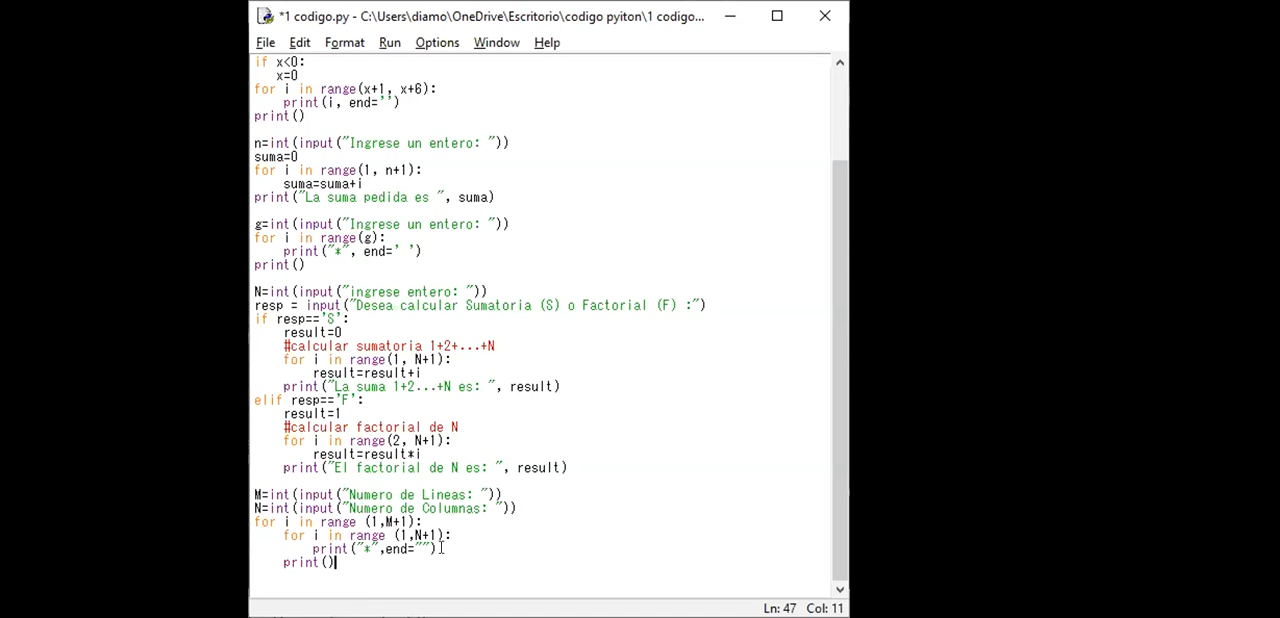 *1 codigo.py - C:\Users\diamo\OneDrive\Escritorio\codigo pyiton\1 codigo...
File Edit Format Run Options Window Help
if x<0:
   x=0
for i in range(x+1, x+6):
    print(i, end='')
print()

n=int(input("Ingrese un entero: "))
suma=0
for i in range(1, n+1):
    suma=suma+i
print("La suma pedida es ", suma)

g=int(input("Ingrese un entero: "))
for i in range(g):
    print("*", end=' ')
print()

N=int(input("ingrese entero: "))
resp = input("Desea calcular Sumatoria (S) o Factorial (F) :")
if resp=='S':
    result=0
    #calcular sumatoria 1+2+...+N
    for i in range(1, N+1):
        result=result+i
    print("La suma 1+2...+N es: ", result)
elif resp=='F':
    result=1
    #calcular factorial de N
    for i in range(2, N+1):
        result=result*i
    print("El factorial de N es: ", result)

M=int(input("Numero de Lineas: "))
N=int(input("Numero de Columnas: "))
for i in range (1,M+1):
    for i in range (1,N+1):
        print("*",end="")
    print()
Ln: 47 Col: 11